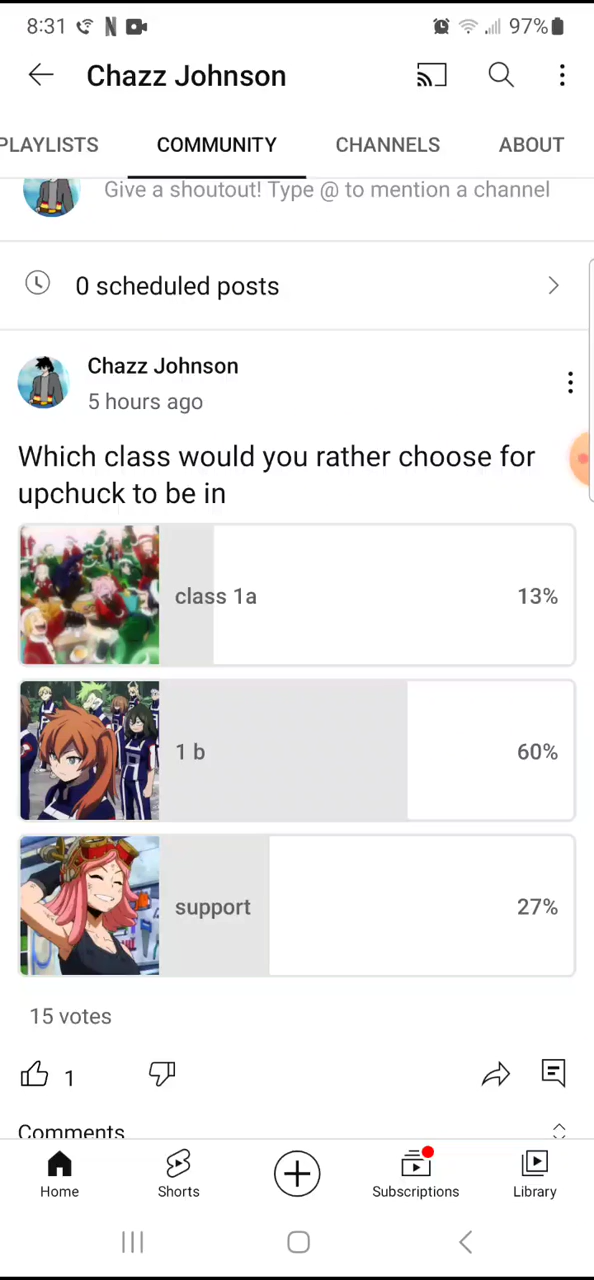 8:31 N 97%
Chazz Johnson
PLAYLISTS COMMUNITY CHANNELS ABOUT
Give a shoutout! Type @ to mention a channel
0 scheduled posts
Chazz Johnson
5 hours ago
Which class would you rather choose for
upchuck to be in
class 1a 13%
1 b 60%
support 27%
15 votes
1
Comments
Home Shorts Subscriptions Library